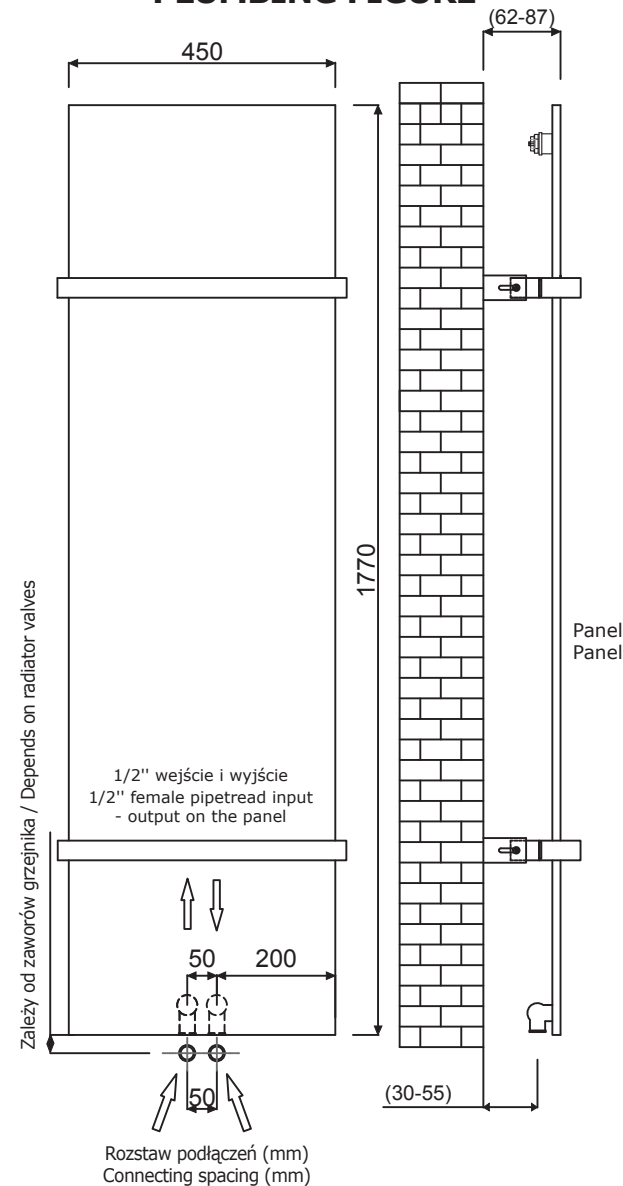 PLUMBING FIGURE
(62-87)
450
1770
Panel
Panel
Zależy od zaworów grzejnika / Depends on radiator valves
1/2'' wejście i wyjście
1/2'' female pipetread input
- output on the panel
50
200
50
(30-55)
Rozstaw podłączeń (mm)
Connecting spacing (mm)